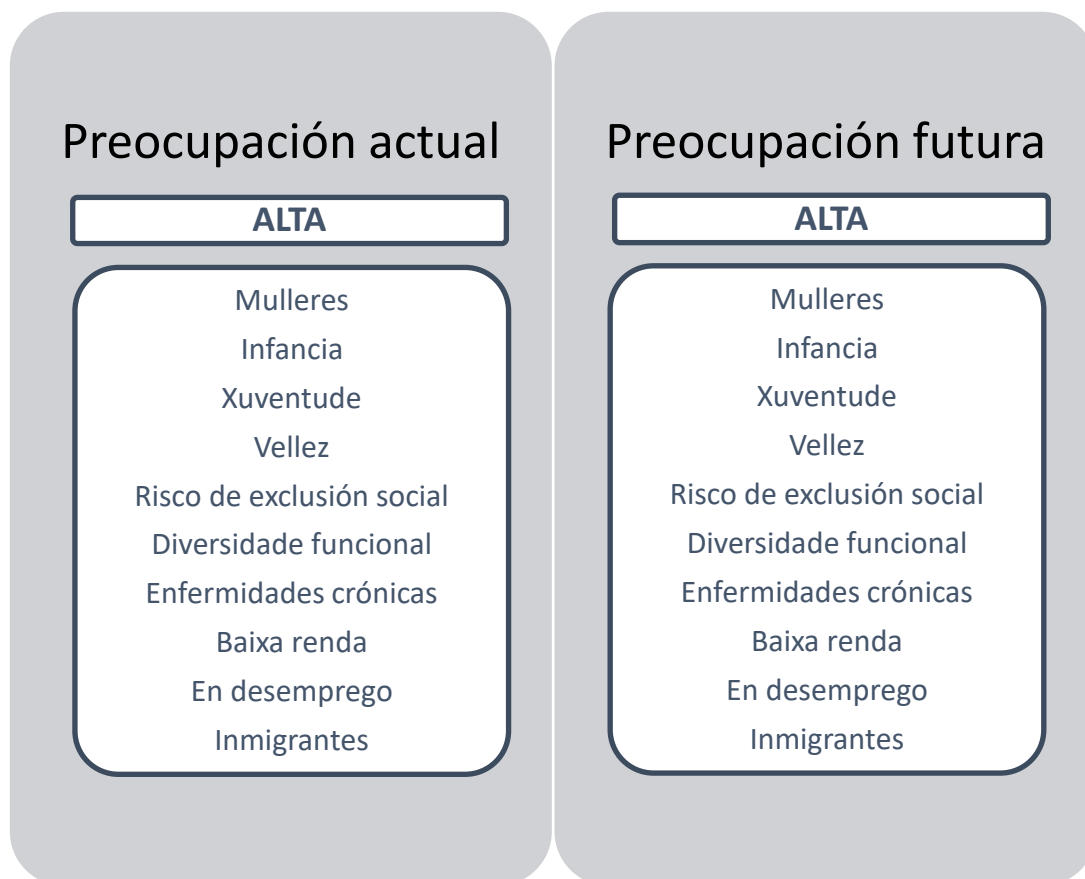 Preocupación actual
ALTA
Mulleres
Infancia
Xuventude
Vellez
Risco de exclusión social
Diversidade funcional
Enfermidades crónicas
Baixa renda
En desemprego
Inmigrantes
Preocupación futura
ALTA
Mulleres
Infancia
Xuventude
Vellez
Risco de exclusión social
Diversidade funcional
Enfermidades crónicas
Baixa renda
En desemprego
Inmigrantes